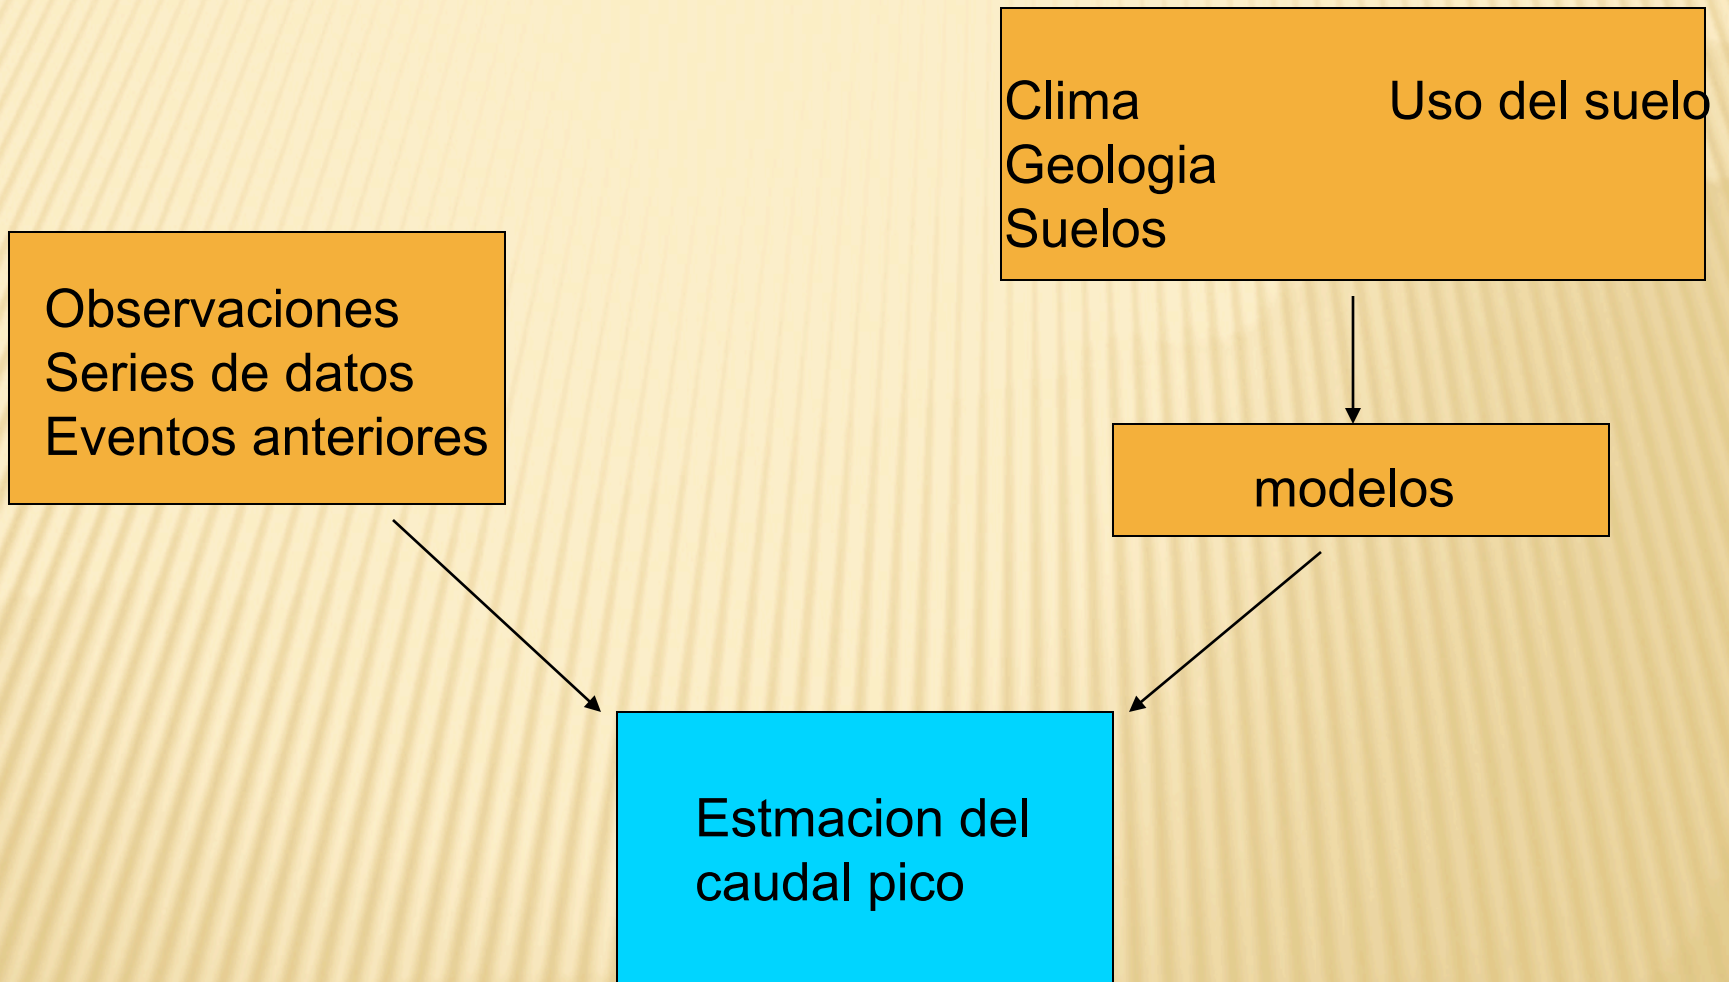 Clima Uso del suelo
Geologia
Suelos
Observaciones
Series de datos
Eventos anteriores
modelos
Estmacion del
caudal pico